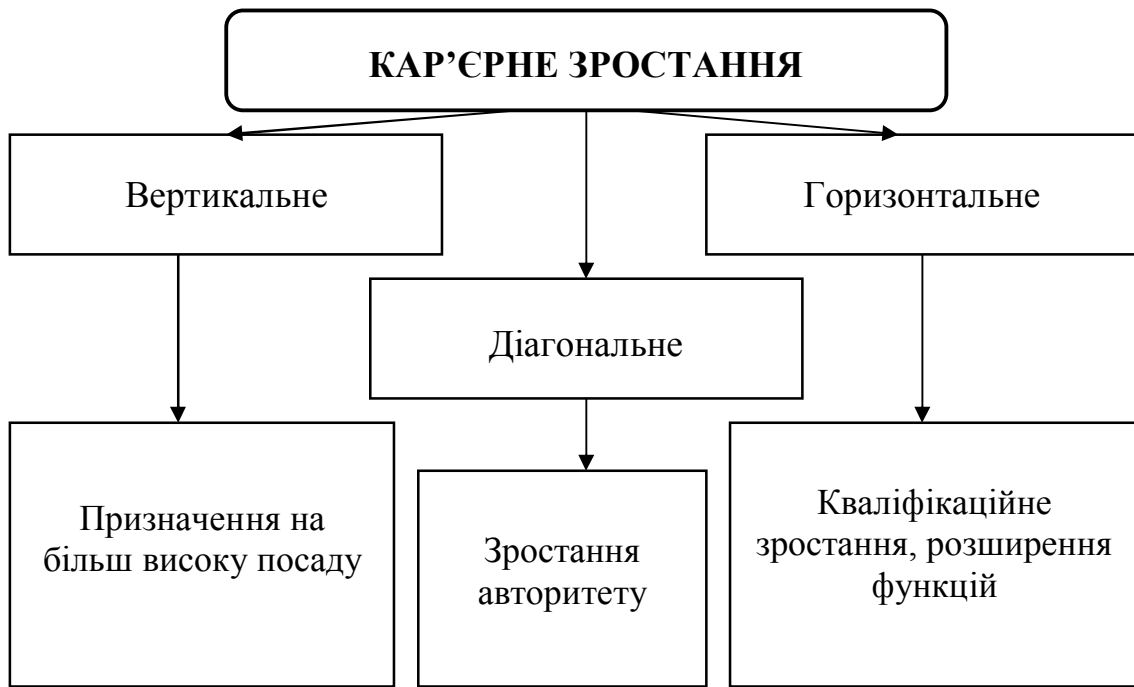 КАР’ЄРНЕ ЗРОСТАННЯ
Вертикальне
Горизонтальне
Діагональне
Призначення на
більш високу посаду
Зростання
авторитету
Кваліфікаційне
зростання, розширення
функцій